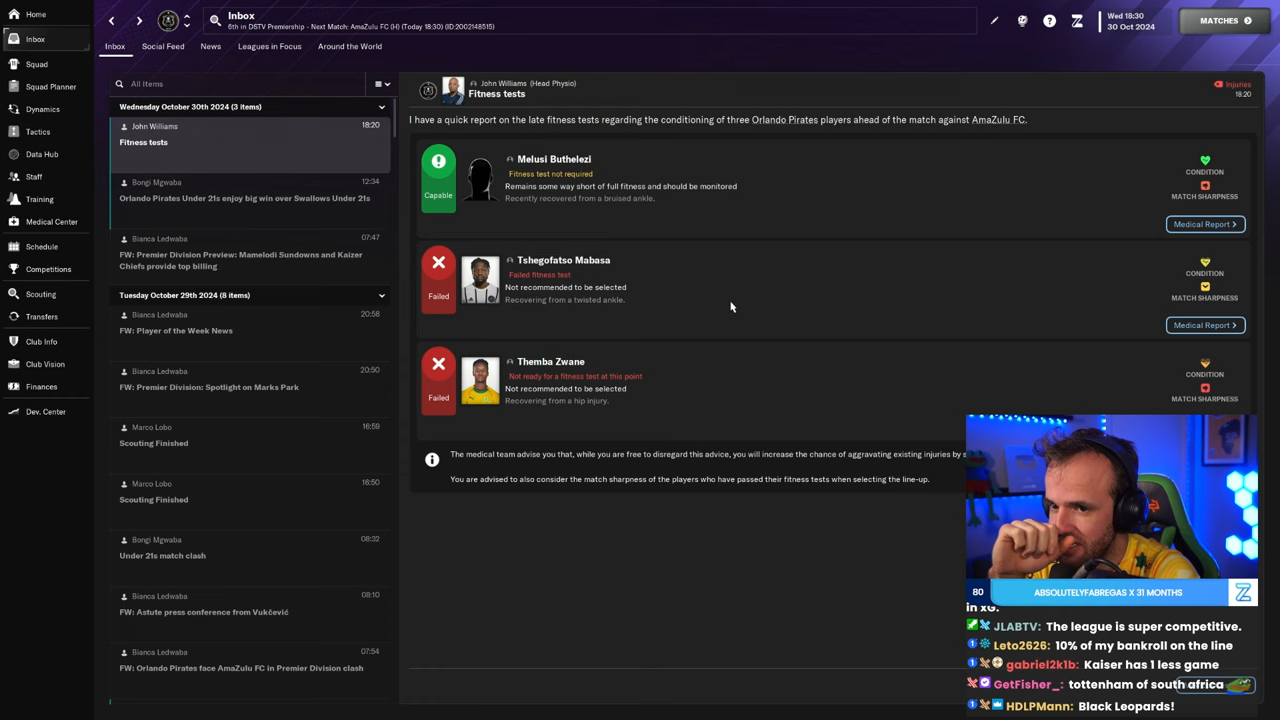 Home
Inbox
Squad
Squad Planner
Dynamics
Tactics
Data Hub
Staff
Training
Medical Center
Schedule
Competitions
Scouting
Transfers
Club Info
Club Vision
Finances
Dev. Center
Inbox
6th in DSTV Premiership - Next Match: AmaZulu FC (H) (Today 18:30) (ID:2002148515)
Wed 18:30
30 Oct 2024
MATCHES
Inbox
Social Feed
News
Leagues in Focus
Around the World
All Items
Wednesday October 30th 2024 (3 items)
John Williams
18:20
Fitness tests
Bongi Mgwaba
12:34
Orlando Pirates Under 21s enjoy big win over Swallows Under 21s
Bianca Ledwaba
07:47
FW: Premier Division Preview: Mamelodi Sundowns and Kaizer
Chiefs provide top billing
Tuesday October 29th 2024 (8 items)
Bianca Ledwaba
20:58
FW: Player of the Week News
Bianca Ledwaba
20:50
FW: Premier Division: Spotlight on Marks Park
Marco Lobo
16:59
Scouting Finished
Marco Lobo
16:50
Scouting Finished
Bongi Mgwaba
08:32
Under 21s match clash
Bianca Ledwaba
08:10
FW: Astute press conference from Vukčević
Bianca Ledwaba
07:54
FW: Orlando Pirates face AmaZulu FC in Premier Division clash
John Williams (Head Physio)
Fitness tests
Injuries
18:20
I have a quick report on the late fitness tests regarding the conditioning of three Orlando Pirates players ahead of the match against AmaZulu FC.
Capable
Melusi Buthelezi
Fitness test not required
Remains some way short of full fitness and should be monitored
Recently recovered from a bruised ankle.
CONDITION
MATCH SHARPNESS
Medical Report
Failed
Tshegofatso Mabasa
Failed fitness test
Not recommended to be selected
Recovering from a twisted ankle.
CONDITION
MATCH SHARPNESS
Medical Report
Failed
Themba Zwane
Not ready for a fitness test at this point
Not recommended to be selected
Recovering from a hip injury.
CONDITION
MATCH SHARPNESS
The medical team advise you that, while you are free to disregard this advice, you will increase the chance of aggravating existing injuries by s
You are advised to also consider the match sharpness of the players who have passed their fitness tests when selecting the line-up.
80
ABSOLUTELYFABREGAS X 31 MONTHS
in xG.
JLABTV: The league is super competitive.
Leto2626: 10% of my bankroll on the line
gabriel2k1b: Kaiser has 1 less game
GetFisher_: tottenham of south africa
HDLPMann: Black Leopards!